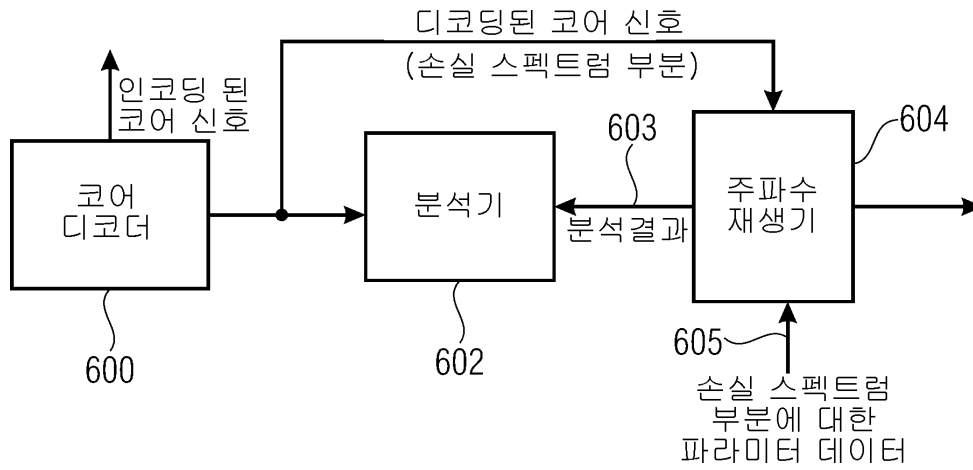 디코딩된 코어 신호
(손실 스펙트럼 부분)
인코딩 된
코어 신호
603
604
코어
디코더
분석기
주파수
재생기
분석결과
600
602
605
손실 스펙트럼
부분에 대한
파라미터 데이터